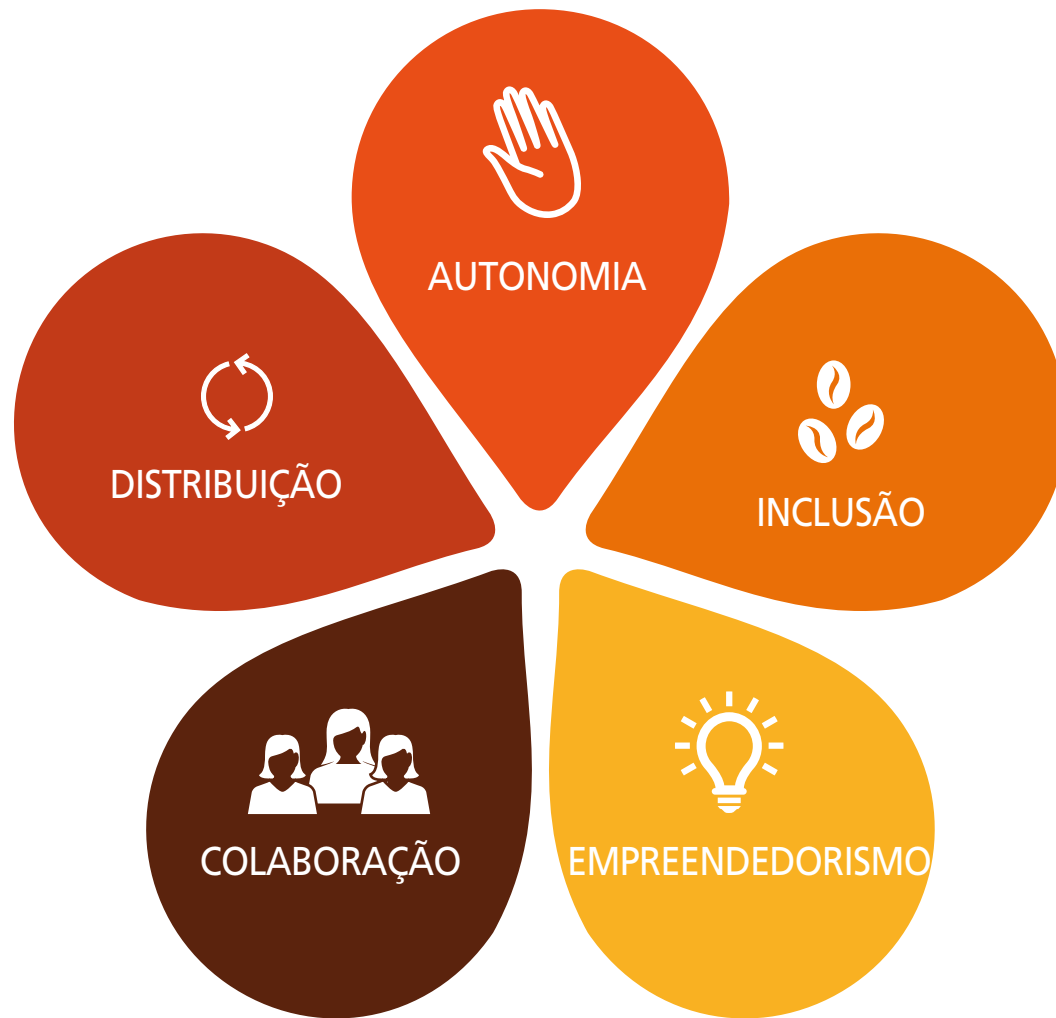 AUTONOMIA
DISTRIBUIÇÃO
INCLUSÃO
COLABORAÇÃO
EMPREENDEDORISMO